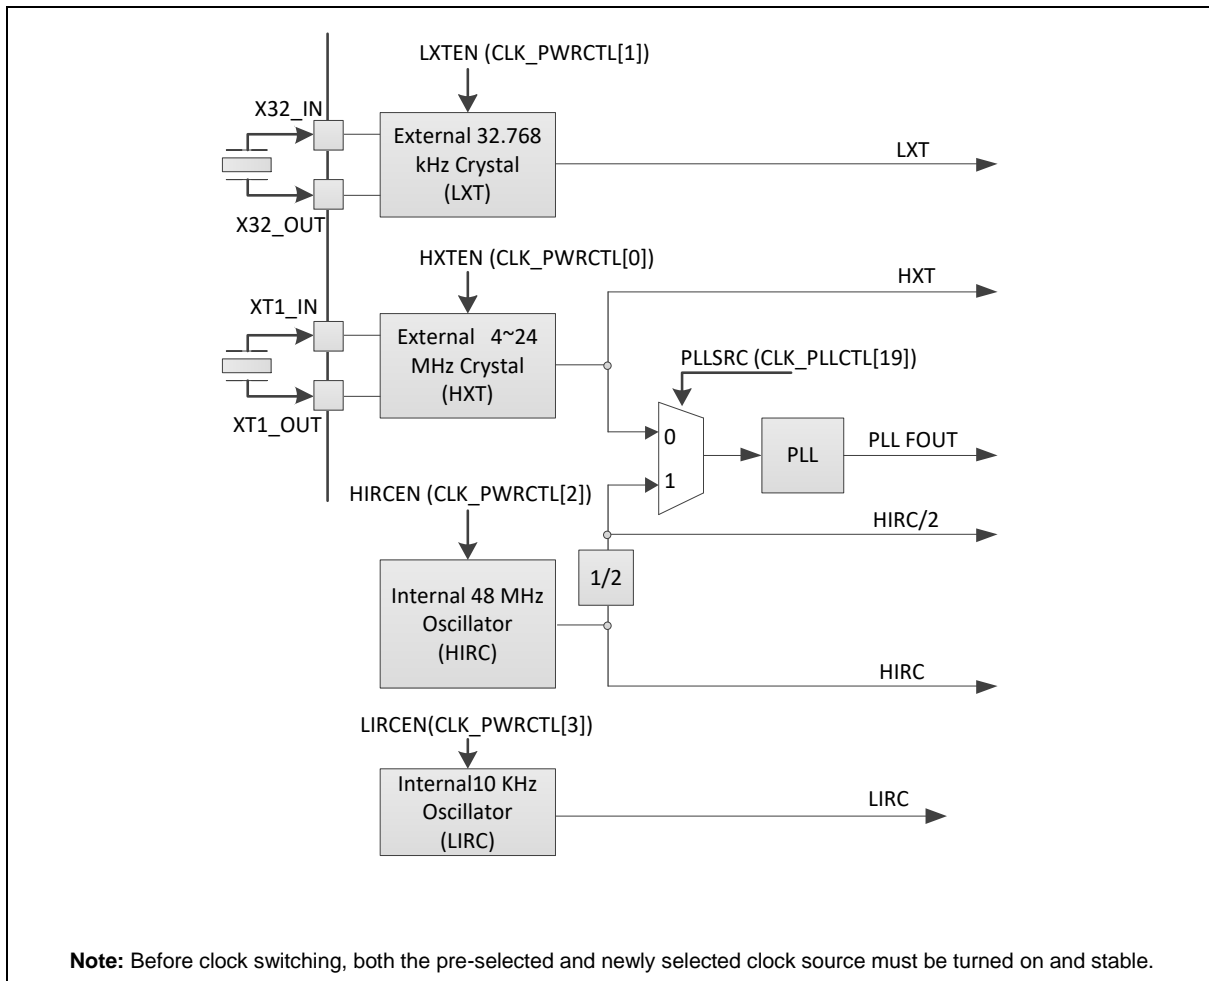 LXTEN (CLK_PWRCTL[1])
X32_IN
External 32.768
kHz Crystal
(LXT)
LXT
X32_OUT
HXTEN (CLK_PWRCTL[0])
HXT
XT1_IN
External 4~24
MHz Crystal
(HXT)
PLLSRC (CLK_PLLCTL[19])
XT1_OUT
0
PLL
PLL FOUT
1
HIRCEN (CLK_PWRCTL[2])
HIRC/2
1/2
Internal 48 MHz
Oscillator
(HIRC)
HIRC
LIRCEN(CLK_PWRCTL[3])
Internal10 KHz
Oscillator
(LIRC)
LIRC
Note: Before clock switching, both the pre-selected and newly selected clock source must be turned on and stable.